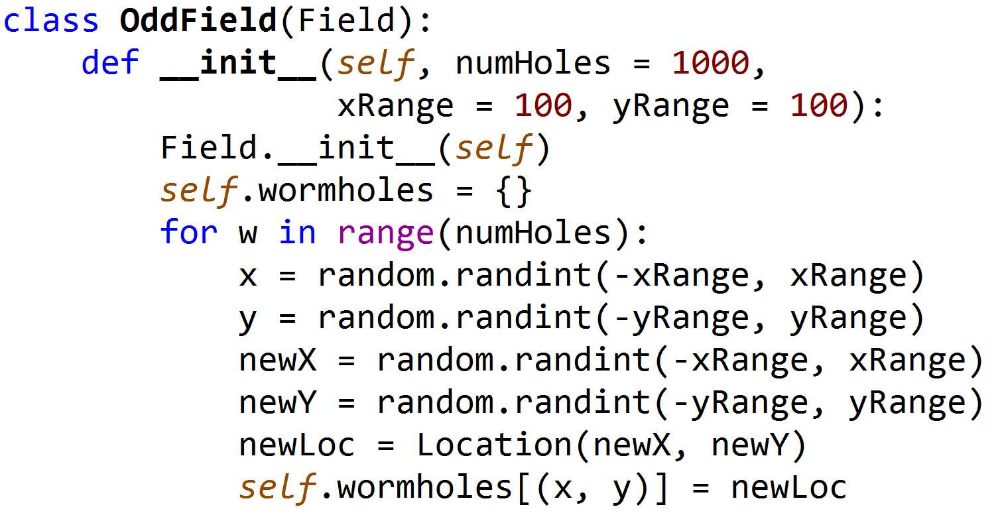 class OddField(Field):
    def __init__(self, numHoles = 1000,
                 xRange = 100, yRange = 100):
        Field.__init__(self)
        self.wormholes = {}
        for w in range(numHoles):
            x = random.randint(-xRange, xRange)
            y = random.randint(-yRange, yRange)
            newX = random.randint(-xRange, xRange)
            newY = random.randint(-yRange, yRange)
            newLoc = Location(newX, newY)
            self.wormholes[(x, y)] = newLoc